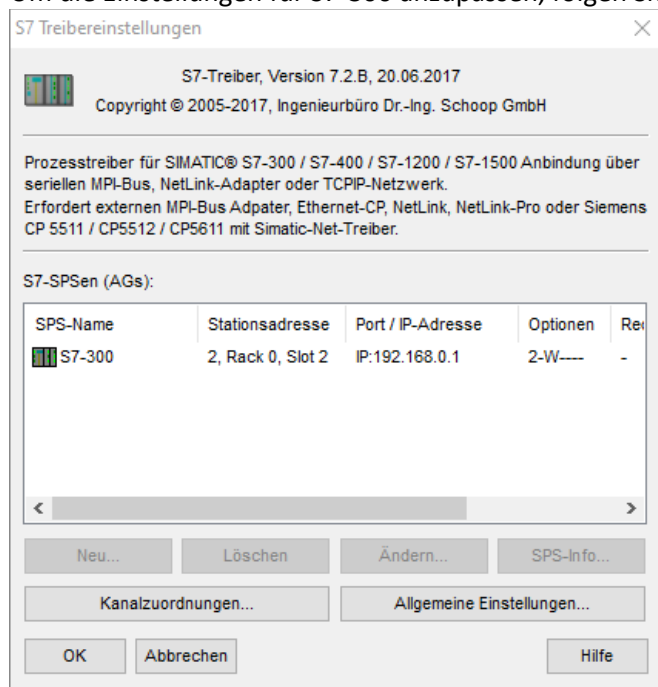 S7 Treibereinstellungen
S7-Treiber, Version 7.2.B, 20.06.2017
Copyright © 2005-2017, Ingenieurbüro Dr.-Ing. Schoop GmbH
Prozesstreiber für SIMATIC® S7-300 / S7-400 / S7-1200 / S7-1500 Anbindung über
seriellen MPI-Bus, NetLink-Adapter oder TCPIP-Netzwerk.
Erfordert externen MPI-Bus Adpater, Ethernet-CP, NetLink, NetLink-Pro oder Siemens
CP 5511 / CP5512 / CP5611 mit Simatic-Net-Treiber.
S7-SPSen (AGs):
SPS-Name Stationsadresse Port / IP-Adresse Optionen
S7-300 2, Rack 0, Slot 2 IP:192.168.0.1 2-W---- -
Neu... Löschen Ändern... SPS-Info...
Kanalzuordnungen... Allgemeine Einstellungen...
OK Abbrechen Hilfe